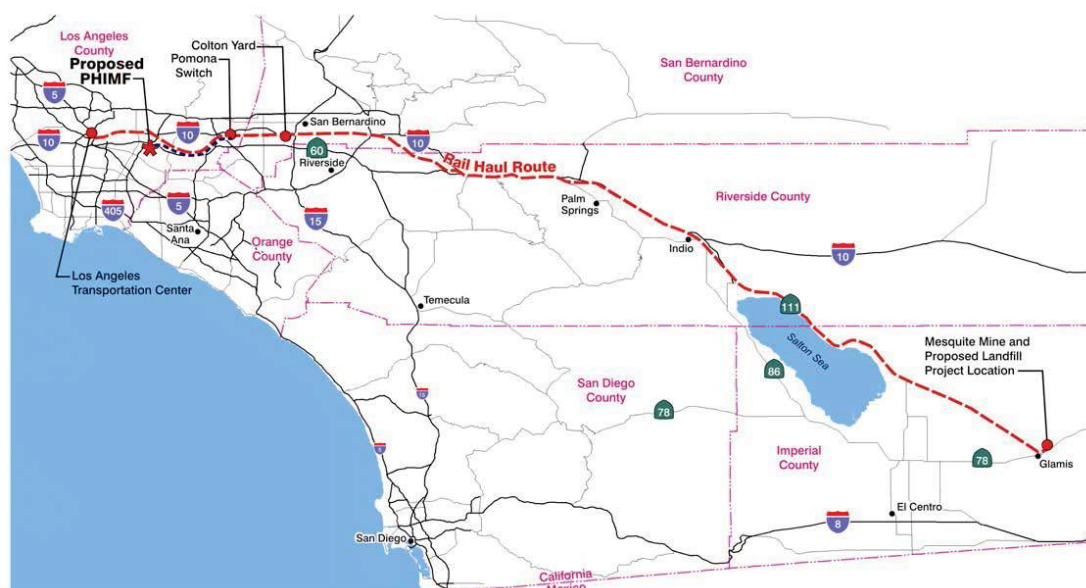 Los Angeles
County
Proposed
PHIMF
Colton Yard
Pomona
Switch
San Bernardino
County
5
10
10
San Bernardino
10
60
Riverside
Rail Haul Route
Riverside County
Palm
Springs
405
5
15
Santa
Ana
Orange
County
Indio
10
Los Angeles
Transportation Center
Temecula
111
Salton Sea
Mesquite Mine and
Proposed Landfill
Project Location
86
San Diego
County
78
Imperial
County
78
Glamis
El Centro
8
San Diego
California
Mexico